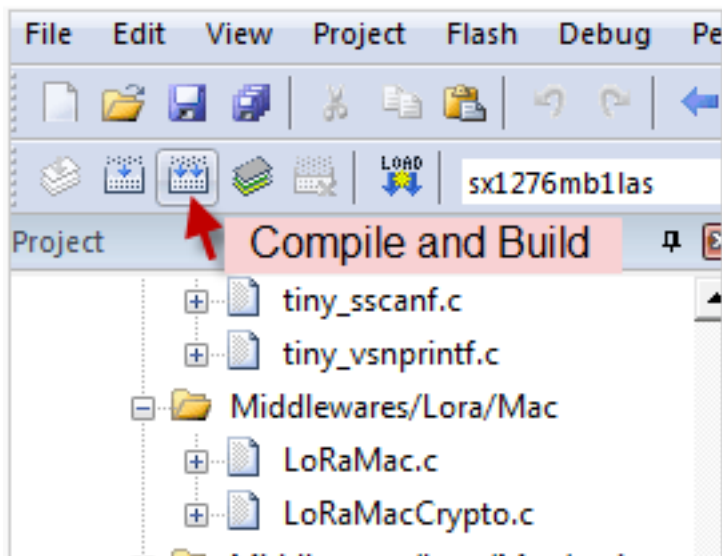 File Edit View Project Flash Debug Pe
LOAD
sx1276mb1las
Project
Compile and Build
tiny_sscanf.c
tiny_vsnprintf.c
Middlewares/Lora/Mac
LoRaMac.c
LoRaMacCrypto.c